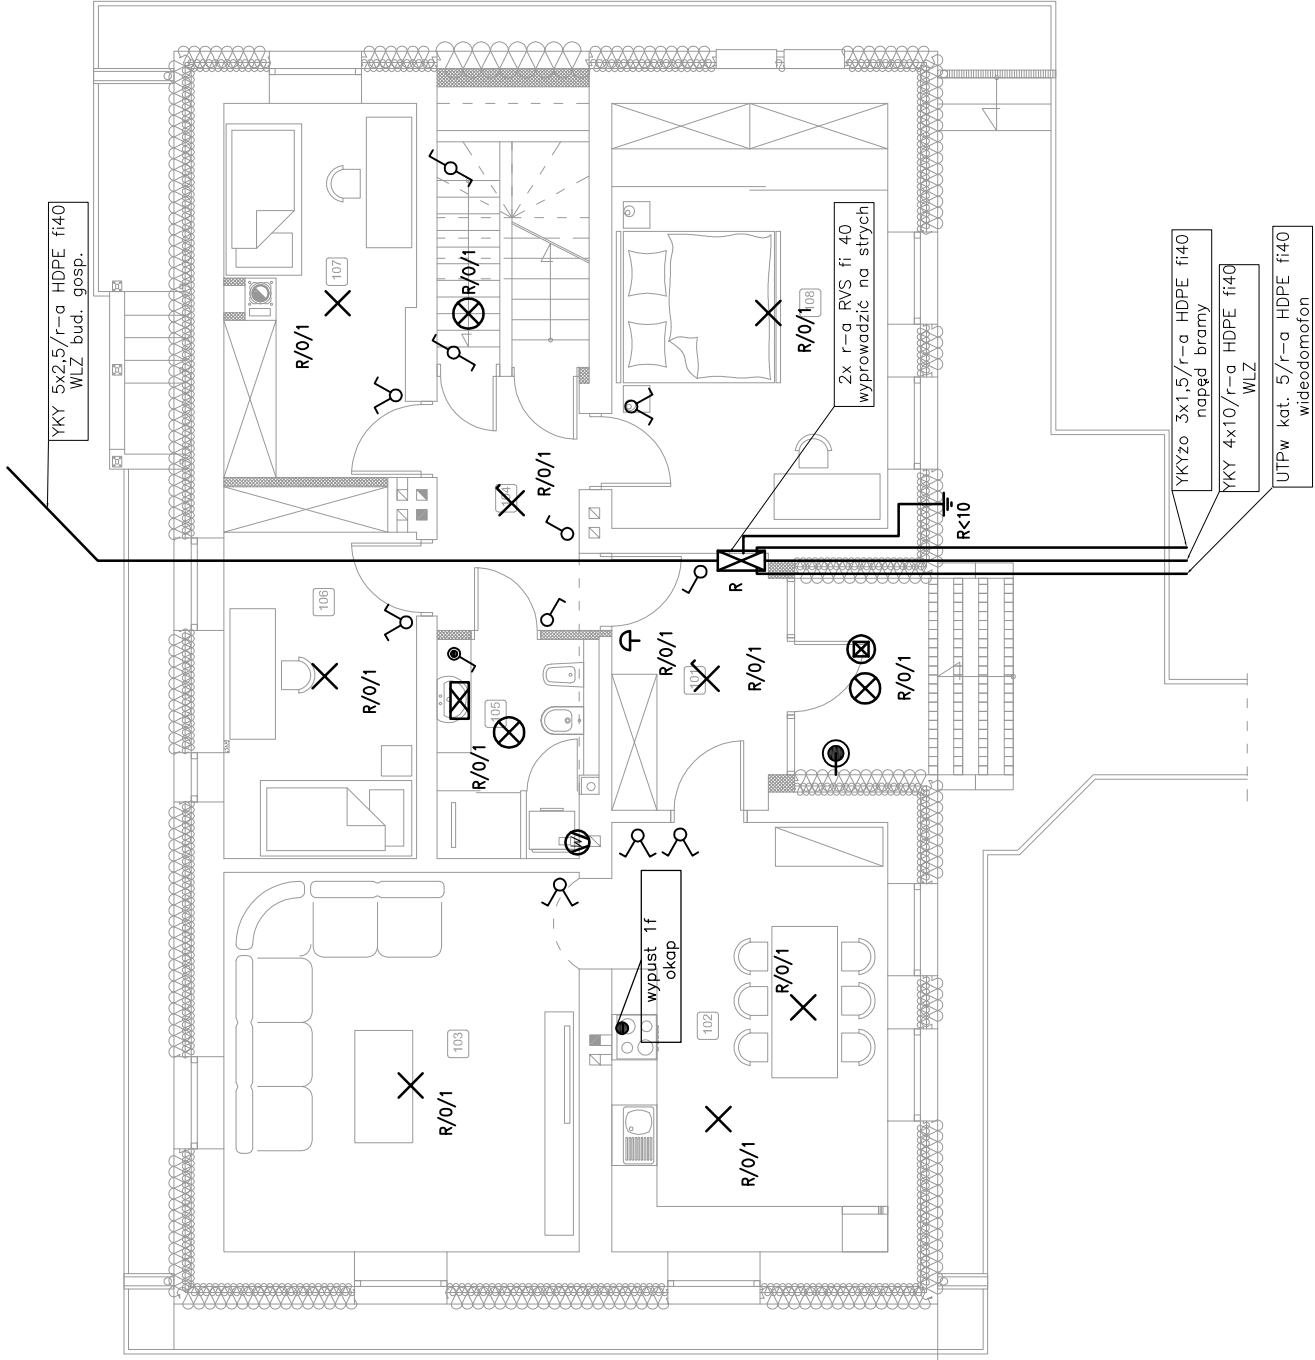 YKY 5x2,5/r-a HDPE fi40
WLZ bud. gosp.
107
R/0/1
R/0/1
108
R/0/1
2x r-a RVS fi 40
wyprowadzić na strych
YKYżo 3x1,5/r-a HDPE fi40
napęd bramy
YKY 4x10/r-a HDPE fi40
WLZ
UTPw kat. 5/r-a HDPE fi40
wideodomofon
104
R/0/1
R<10
R
106
R/0/1
105
R/0/1
R/0/1
101
R/0/1
R/0/1
W
wypust 1f
okap
103
R/0/1
102
R/0/1
R/0/1